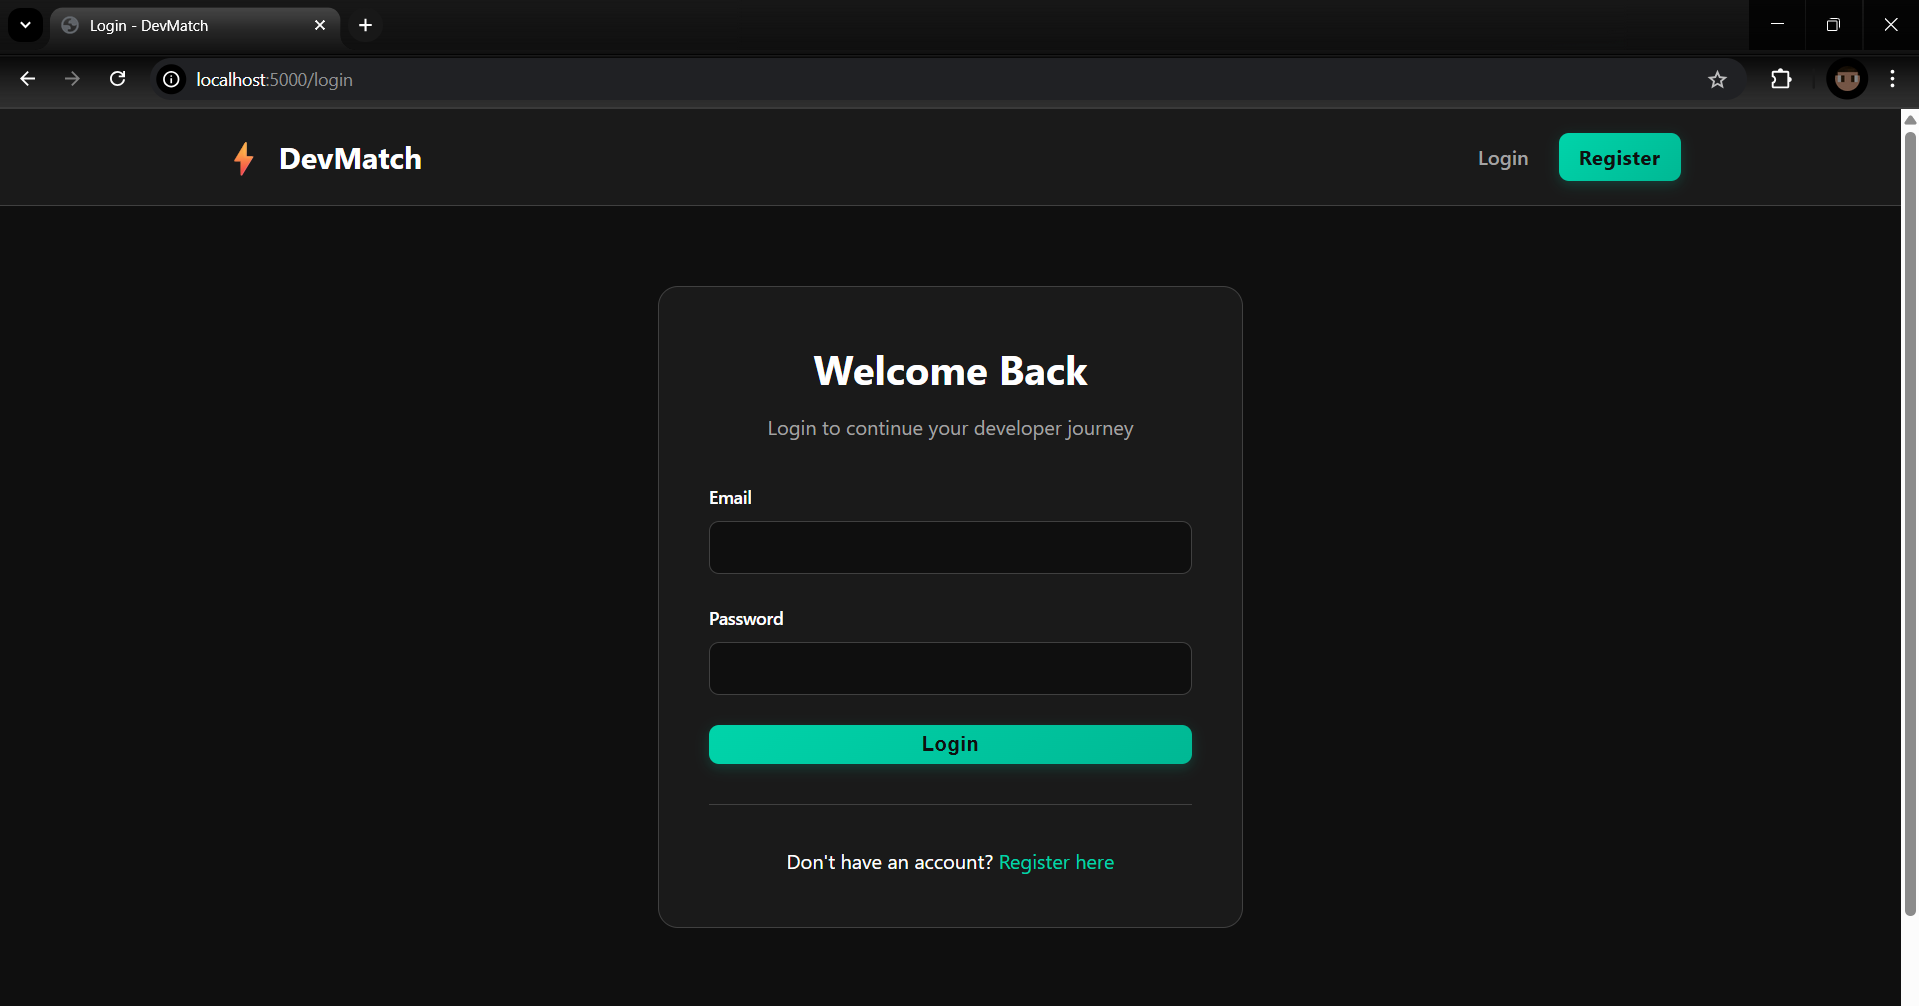 Login - DevMatch
localhost:5000/login
DevMatch
Login
Register
Welcome Back
Login to continue your developer journey
Email
Password
Login
Don't have an account? Register here